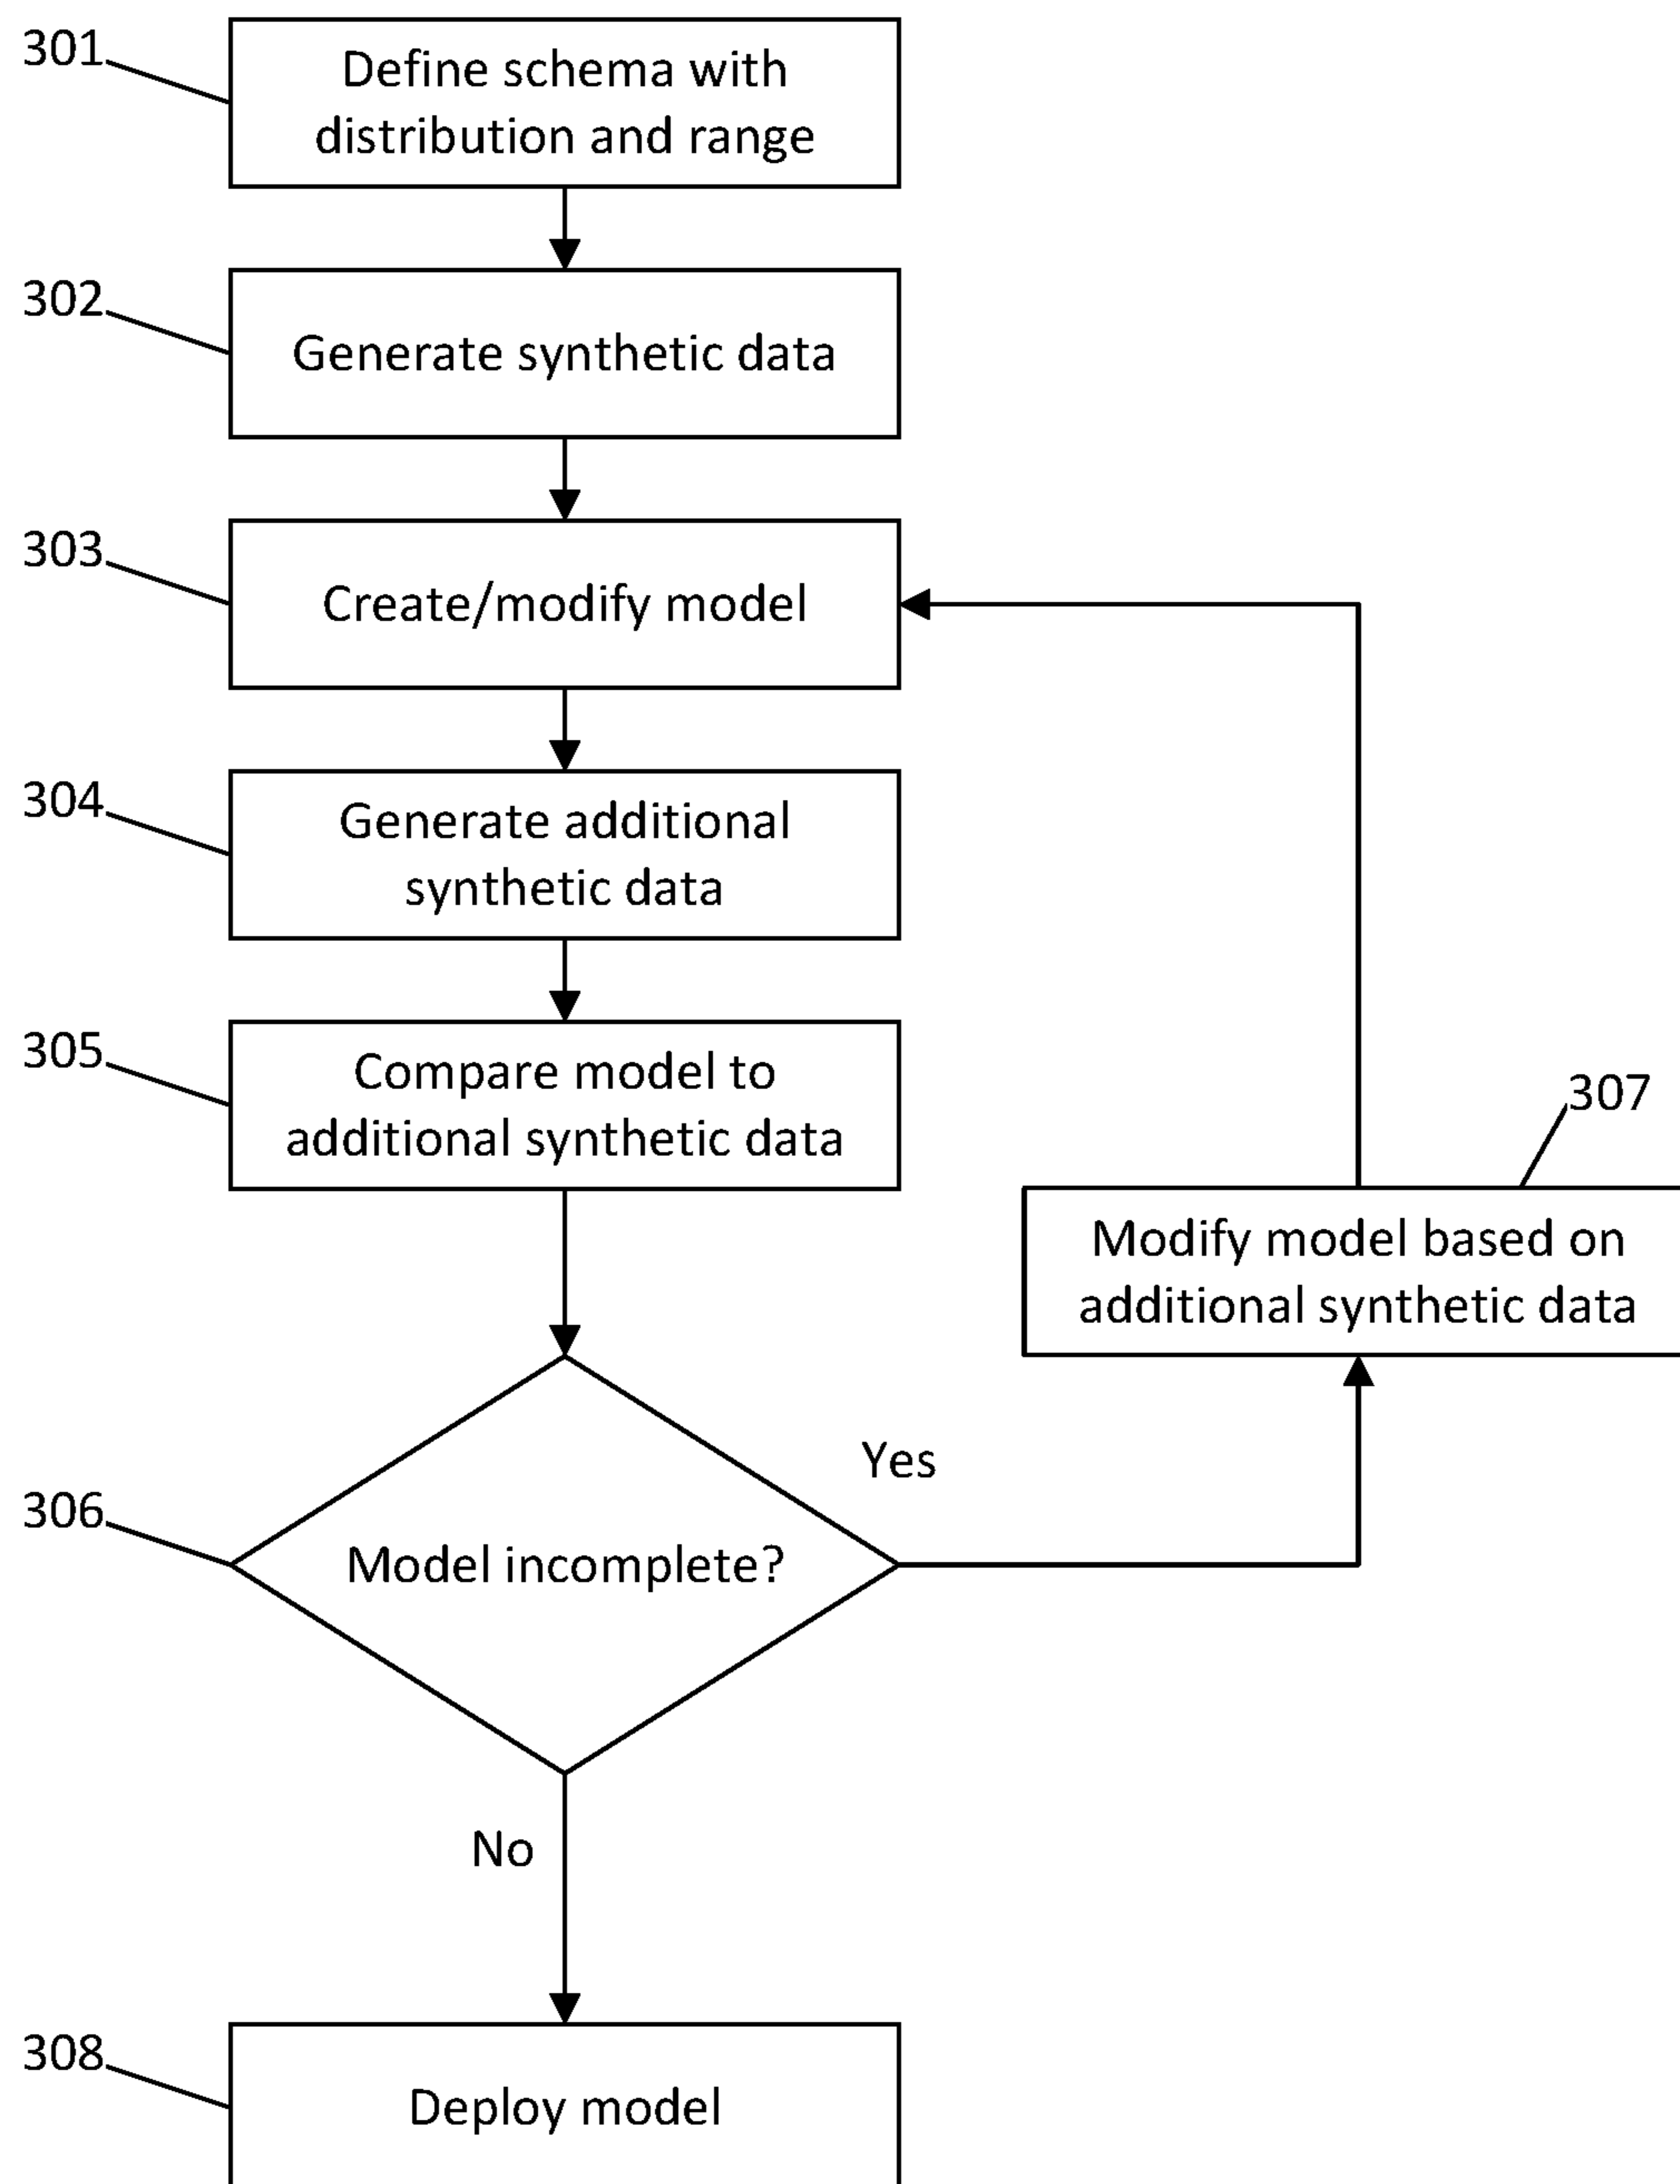 301
Define schema with
distribution and range
302
Generate synthetic data
303
Create/modify model
304
Generate additional
synthetic data
305
Compare model to
additional synthetic data
307
Modify model based on
additional synthetic data
Yes
306
Model incomplete?
No
308
Deploy model